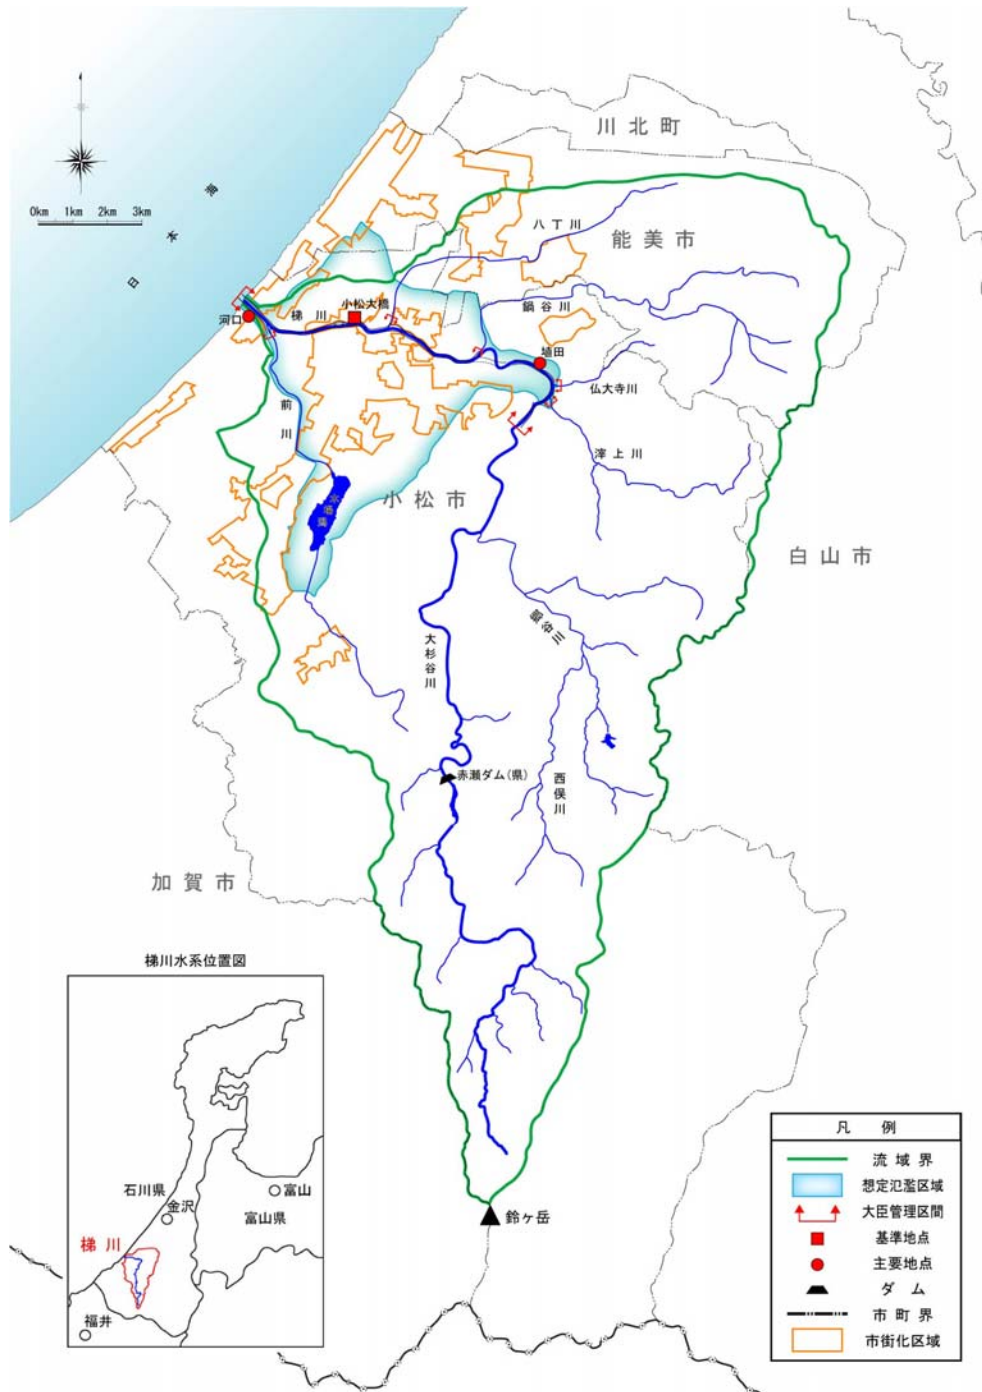 川北町
0km 1km 2km 3km
日本海
八丁川
能美市
小松大橋
鍋谷川
河口
梯川
埴田
仏大寺川
前川
滓上川
木場潟
小松市
白山市
郷谷川
大杉谷川
赤瀬ダム(県)
西俣川
加賀市
梯川水系位置図
石川県
金沢
富山
富山県
梯川
福井
鈴ヶ岳
凡例
流域界
想定氾濫区域
大臣管理区間
基準地点
主要地点
ダム
市町界
市街化区域